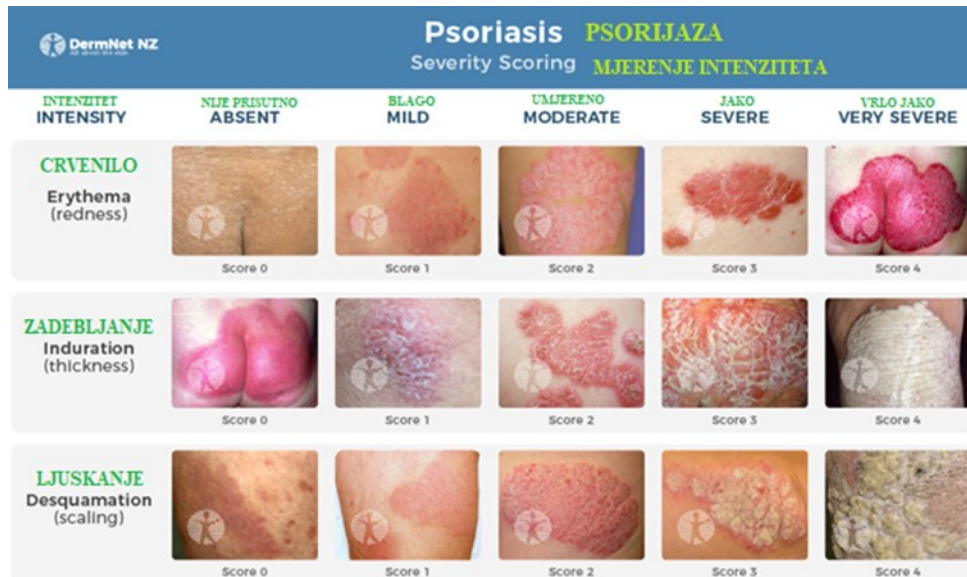 DermNet NZ
Psoriasis PSORIJAZA
Severity Scoring MJERENJE INTENZITETA
INTENZITET NIJE PRISUTNO BLAGO UMJERENO JAKO VRLO JAKO
INTENSITY ABSENT MILD MODERATE SEVERE VERY SEVERE
CRVENILO
Erythema
(redness)
Score 0 Score 1 Score 2 Score 3 Score 4
ZADEBLJANJE
Induration
(thickness)
Score 0 Score 1 Score 2 Score 3 Score 4
LJUSKANJE
Desquamation
(scaling)
Score 0 Score 1 Score 2 Score 3 Score 4